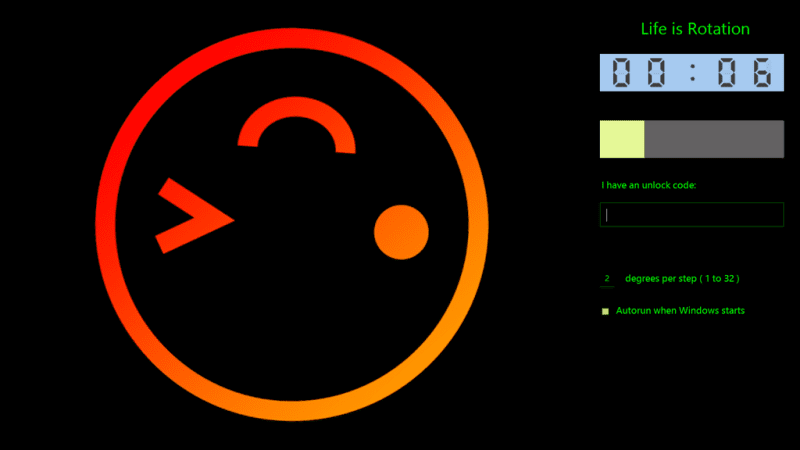 Life is Rotation
00:06
I have an unlock code:
2 degrees per step ( 1 to 32 )
Autorun when Windows starts